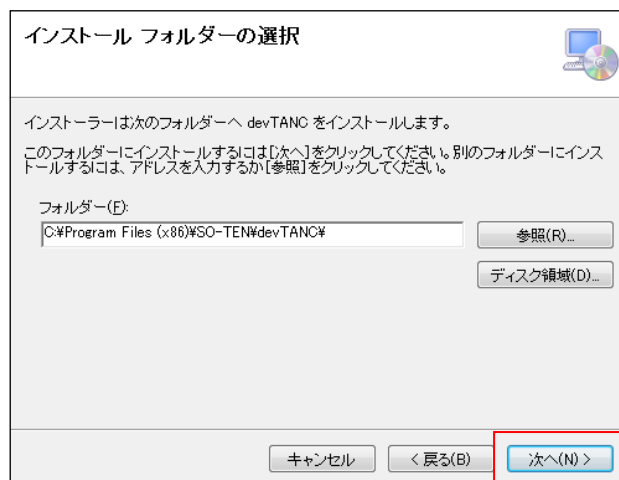 インストール フォルダーの選択
インストーラーは次のフォルダーへ devTANC をインストールします。
このフォルダーにインストールするには[次へ]をクリックしてください。別のフォルダーにインス
トールするには、アドレスを入力するか[参照]をクリックしてください。
フォルダー(F):
C:¥Program Files (x86)¥SO-TEN¥devTANC¥
参照(R)...
ディスク領域(D)...
キャンセル
< 戻る(B)
次へ(N) >